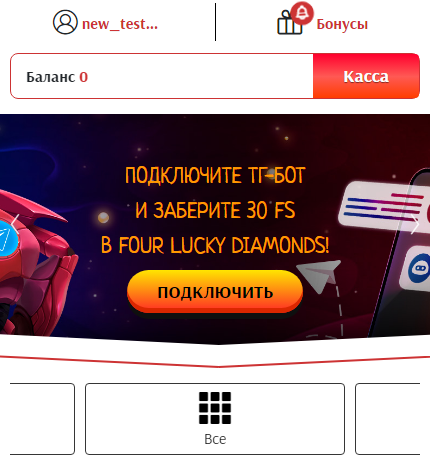 new_test...
Бонусы
Баланс 0
Касса
ПОДКЛЮЧИТЕ ТГ-БОТ
И ЗАБЕРИТЕ 30 FS
В FOUR LUCKY DIAMONDS!
ПОДКЛЮЧИТЬ
Все